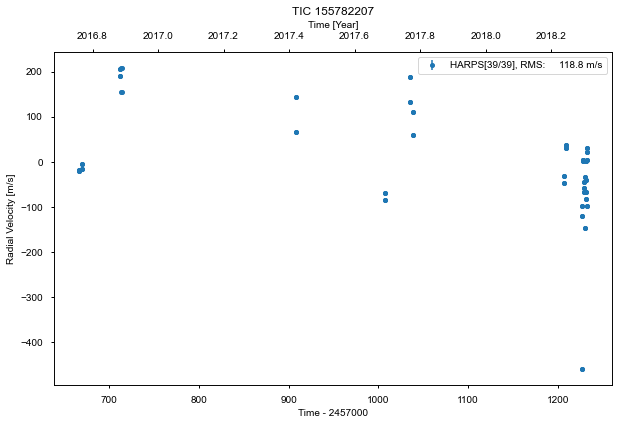 TIC 155782207
Time [Year]
2016.8 2017.0 2017.2 2017.4 2017.6 2017.8 2018.0 2018.2
HARPS[39/39], RMS: 118.8 m/s
200
100
0
−100
−200
−300
−400
Radial Velocity [m/s]
700 800 900 1000 1100 1200
Time - 2457000